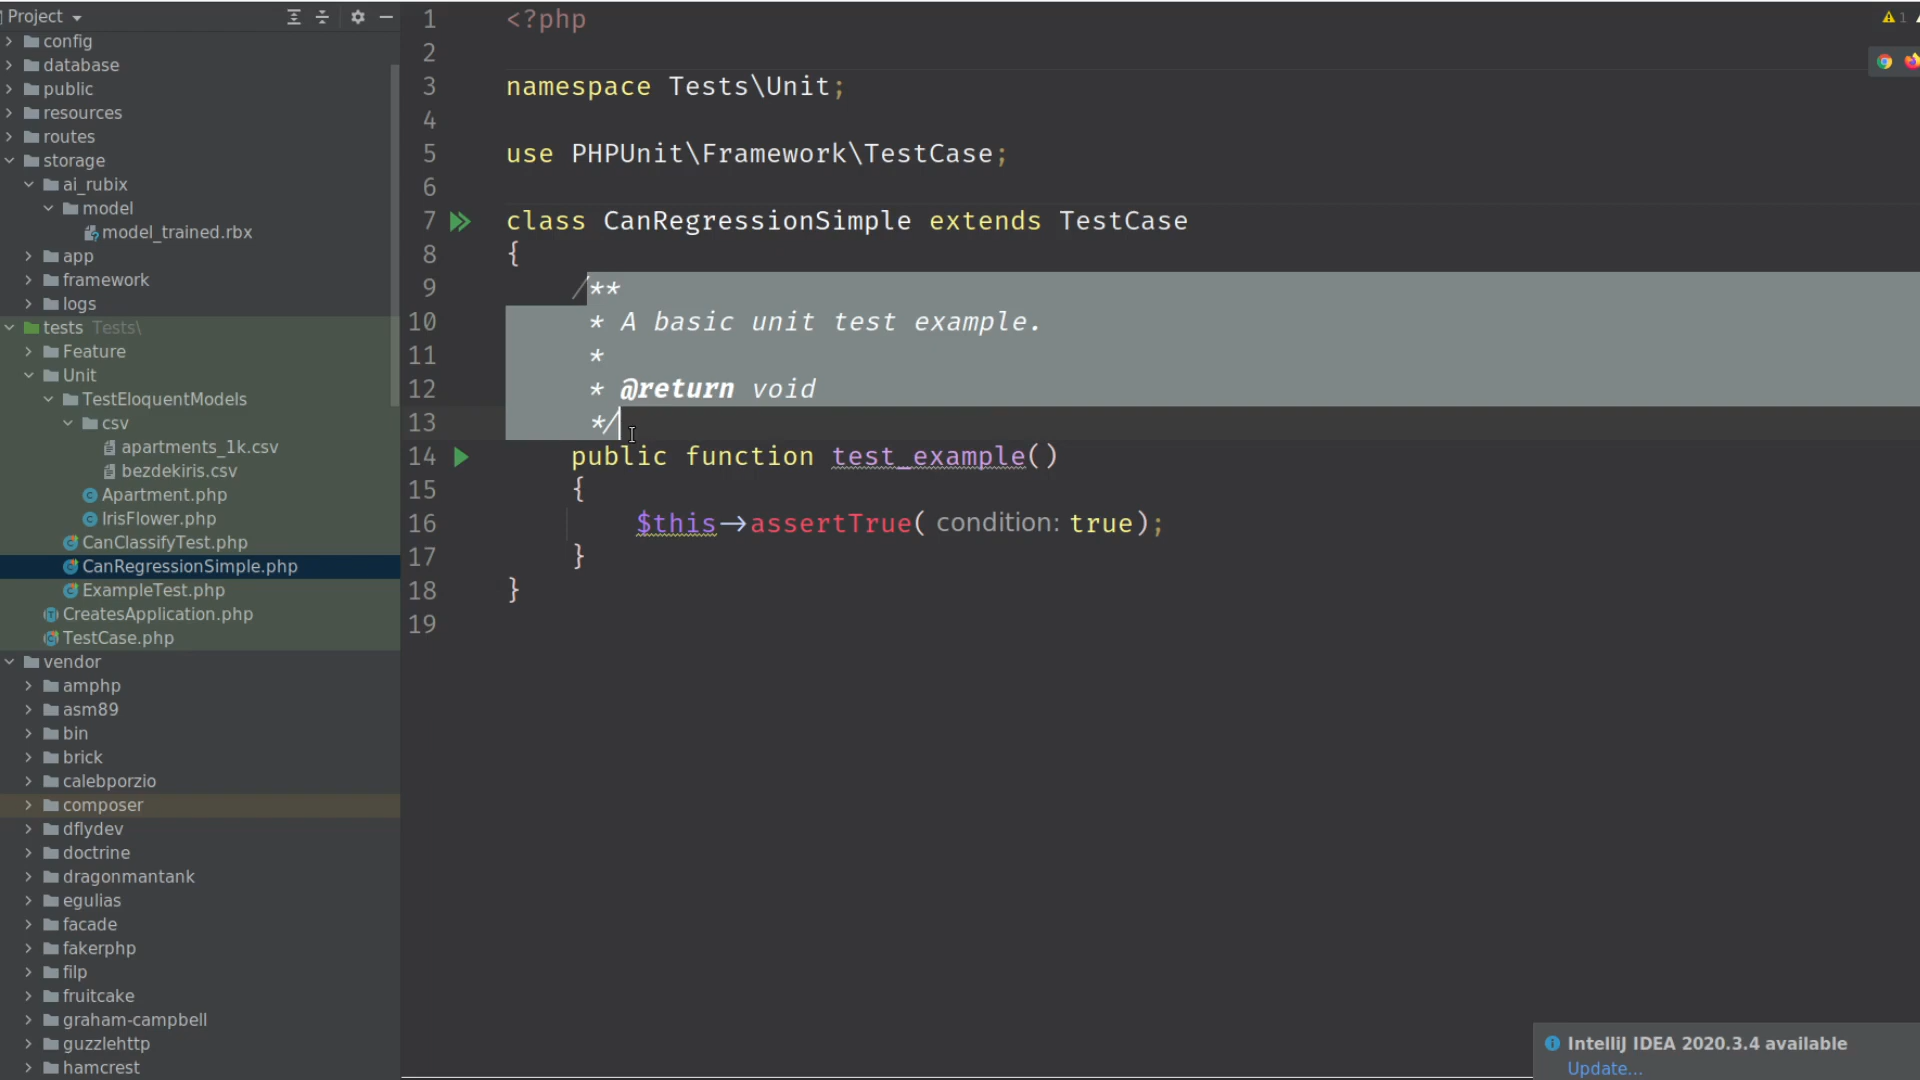 Project
config
database
public
resources
routes
storage
ai_rubix
model
model_trained.rbx
app
framework
logs
tests Tests\
Feature
Unit
TestEloquentModels
csv
apartments_1k.csv
bezdekiris.csv
Apartment.php
IrisFlower.php
CanClassifyTest.php
CanRegressionSimple.php
ExampleTest.php
CreatesApplication.php
TestCase.php
vendor
amphp
asm89
bin
brick
calebporzio
composer
dflydev
doctrine
dragonmantank
egulias
facade
fakerphp
filp
fruitcake
graham-campbell
guzzlehttp
hamcrest
1 <?php
2
3 namespace Tests\Unit;
4
5 use PHPUnit\Framework\TestCase;
6
7 class CanRegressionSimple extends TestCase
8 {
9 /**
10 * A basic unit test example.
11 *
12 * @return void
13 */
14 public function test_example()
15 {
16 $this->assertTrue( condition: true);
17 }
18 }
19
1
IntelliJ IDEA 2020.3.4 available
Update...